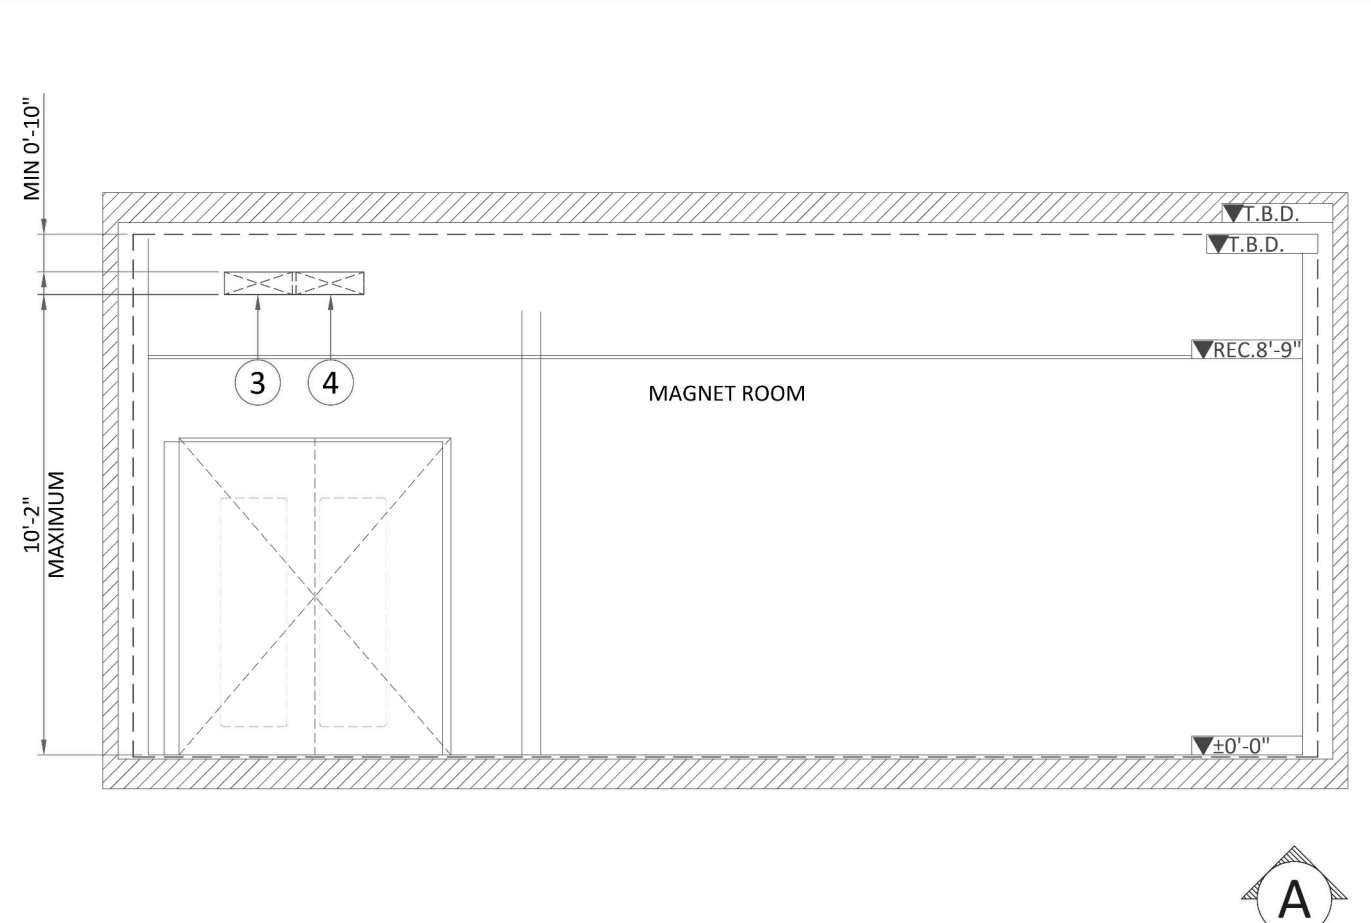 MIN 0'-10"
T.B.D.
T.B.D.
REC.8'-9"
3
4
MAGNET ROOM
10'-2"
MAXIMUM
±0'-0"
A